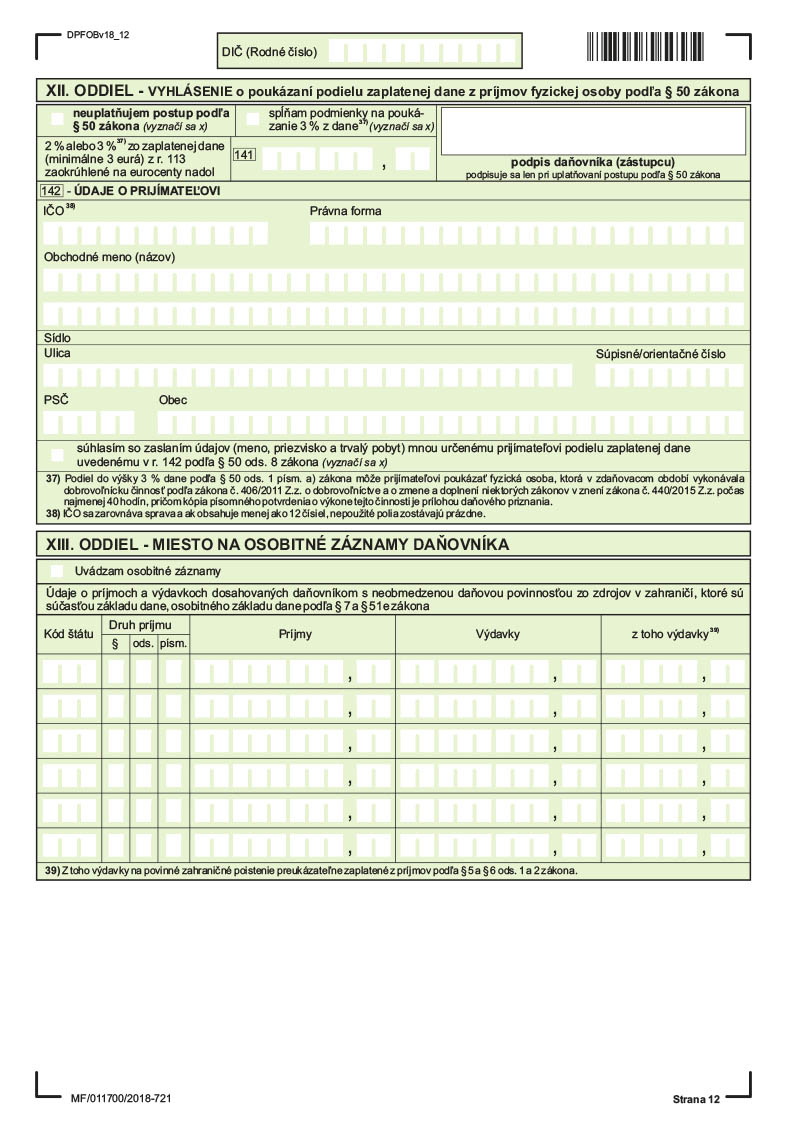 DPFOBv18_12
DIČ (Rodné číslo)
XII. ODDIEL - VYHLÁSENIE o poukázaní podielu zaplatenej dane z príjmov fyzickej osoby podľa § 50 zákona
neuplatňujem postup podľa
§ 50 zákona (vyznačí sa x)
spĺňam podmienky na pouká-
zanie 3 % z dane37) (vyznačí sa x)
2 % alebo 3 %37) zo zaplatenej dane
(minimálne 3 eurá) z r. 113
zaokrúhlené na eurocenty nadol
141
,
podpis daňovníka (zástupcu)
podpisuje sa len pri uplatňovaní postupu podľa § 50 zákona
142 - ÚDAJE O PRIJÍMATEĽOVI
IČO38) Právna forma
Obchodné meno (názov)
Sídlo
Ulica Súpisné/orientačné číslo
PSČ Obec
súhlasím so zaslaním údajov (meno, priezvisko a trvalý pobyt) mnou určenému prijímateľovi podielu zaplatenej dane
uvedenému v r. 142 podľa § 50 ods. 8 zákona (vyznačí sa x)
37) Podiel do výšky 3 % dane podľa § 50 ods. 1 písm. a) zákona môže prijímateľovi poukázať fyzická osoba, ktorá v zdaňovacom období vykonávala
dobrovoľnícku činnosť podľa zákona č. 406/2011 Z.z. o dobrovoľníctve a o zmene a doplnení niektorých zákonov v znení zákona č. 440/2015 Z.z. počas
najmenej 40 hodín, pričom kópia písomného potvrdenia o výkone tejto činnosti je prílohou daňového priznania.
38) IČO sa zarovnáva sprava a ak obsahuje menej ako 12 čísiel, nepoužité polia zostávajú prázdne.
XIII. ODDIEL - MIESTO NA OSOBITNÉ ZÁZNAMY DAŇOVNÍKA
Uvádzam osobitné záznamy
Údaje o príjmoch a výdavkoch dosahovaných daňovníkom s neobmedzenou daňovou povinnosťou zo zdrojov v zahraničí, ktoré sú
súčasťou základu dane, osobitného základu dane podľa § 7 a § 51e zákona
Kód štátu Druh príjmu Príjmy Výdavky z toho výdavky39)
§ ods. písm.
, , ,
, , ,
, , ,
, , ,
, , ,
, , ,
39) Z toho výdavky na povinné zahraničné poistenie preukázateľne zaplatené z príjmov podľa § 5 a § 6 ods. 1 a 2 zákona.
MF/011700/2018-721 Strana 12